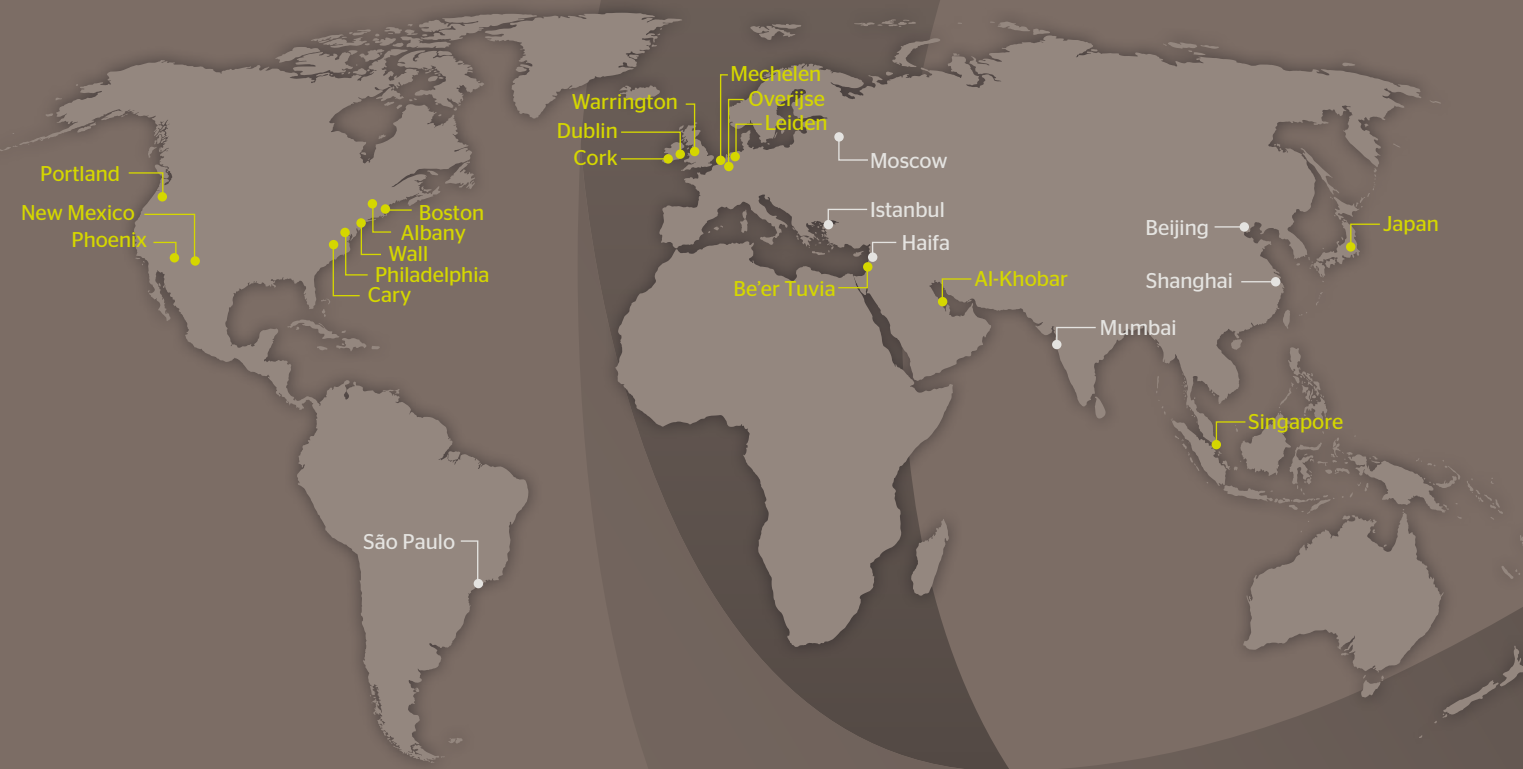 Mechelen
Warrington
Overijse
Leiden
Dublin
Cork
Moscow
Portland
New Mexico
Phoenix
Boston
Albany
Wall
Philadelphia
Cary
Istanbul
Haifa
Be'er Tuvia
Al-Khobar
Beijing
Japan
Shanghai
Mumbai
Singapore
São Paulo